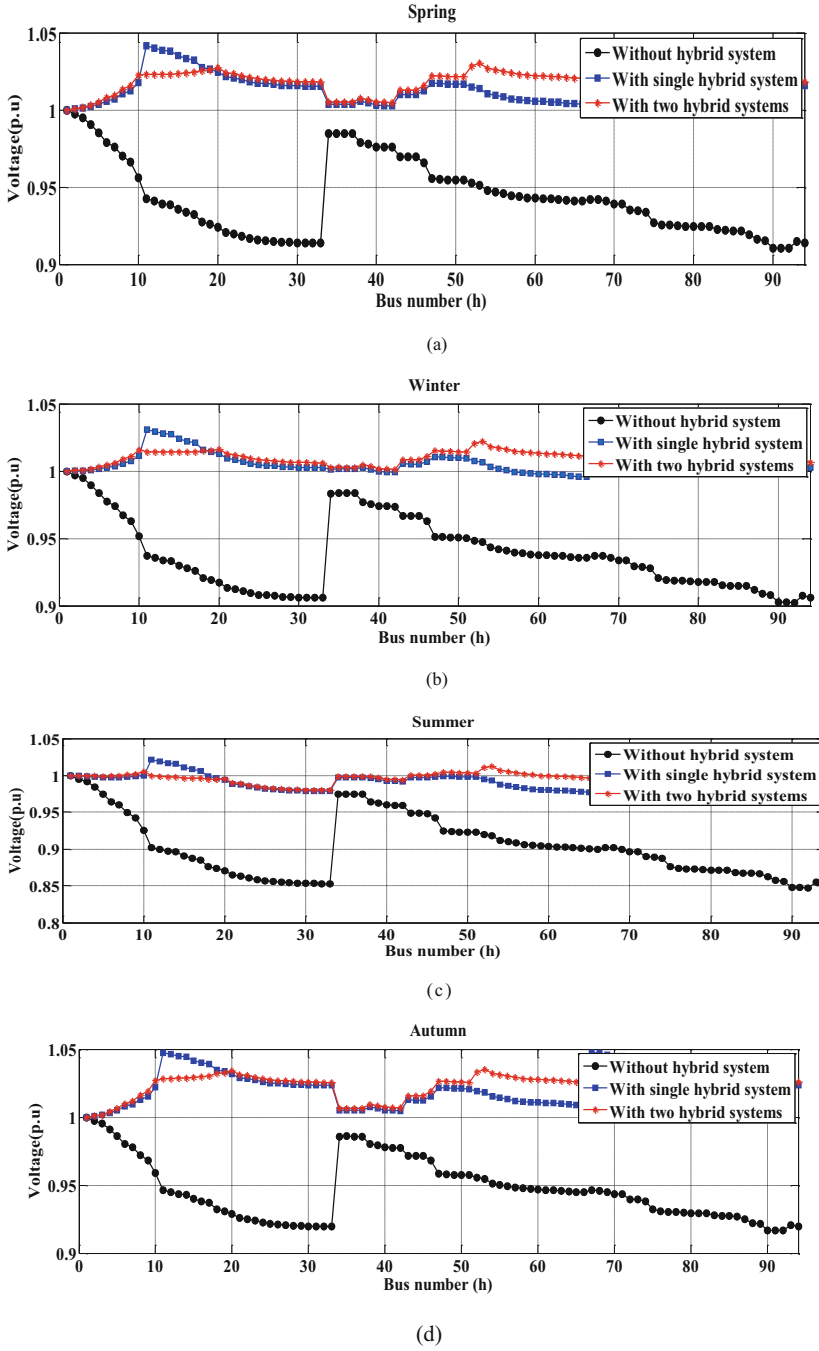 Spring
1.05
1
0.95
0.9
Voltage(p.u)
Without hybrid system
With single hybrid system
With two hybrid systems
0 10 20 30 40 50 60 70 80 90
Bus number (h)
(a)
Winter
1.05
1
0.95
0.9
Voltage(p.u)
Without hybrid system
With single hybrid system
With two hybrid systems
0 10 20 30 40 50 60 70 80 90
Bus number (h)
(b)
Summer
1.05
1
0.95
0.9
0.85
0.8
Voltage(p.u)
Without hybrid system
With single hybrid system
With two hybrid systems
0 10 20 30 40 50 60 70 80 90
Bus number (h)
(c)
Autumn
1.05
1
0.95
0.9
Voltage(p.u)
Without hybrid system
With single hybrid system
With two hybrid systems
0 10 20 30 40 50 60 70 80 90
Bus number (h)
(d)